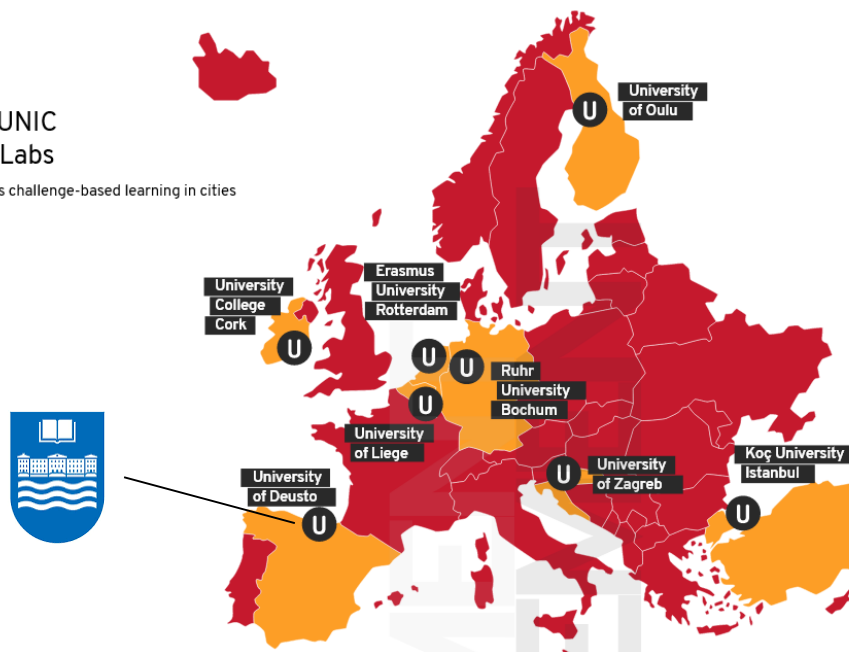 UNIC
Labs
s challenge-based learning in cities
University
of Oulu
U
University
College
Cork
U
Erasmus
University
Rotterdam
U
U
Ruhr
University
Bochum
U
University
of Liege
University
of Deusto
U
U
University
of Zagreb
Koç University
Istanbul
U